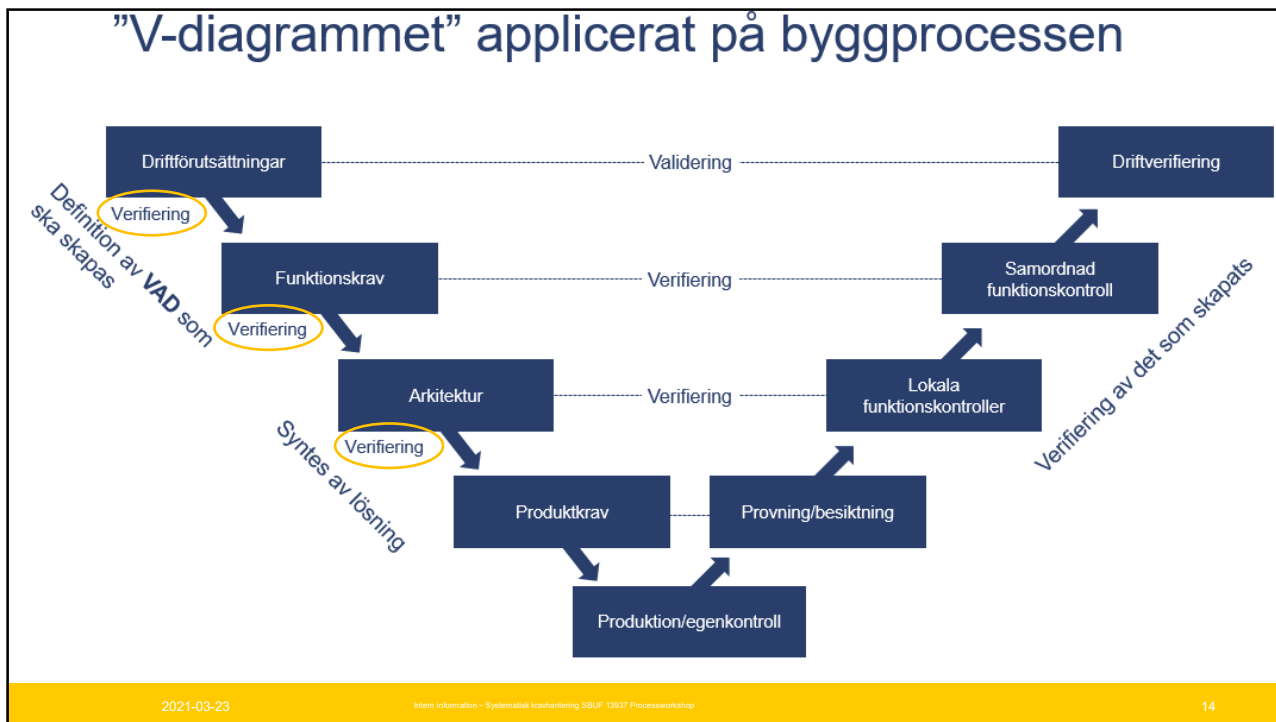 ”V-diagrammet” applicerat på byggprocessen
Driftförutsättningar
Validering
Driftverifiering
Verifiering
Definition av VAD som
ska skapas
Funktionskrav
Verifiering
Samordnad
funktionskontroll
Verifiering
Arkitektur
Verifiering
Lokala
funktionskontroller
Verifiering av det som skapats
Verifiering
Syntes av lösning
Produktkrav
Provning/besiktning
Produktion/egenkontroll
2021-03-23
Intern information – Systematisk kravhantering SBUF 13937 Processworkshop
14